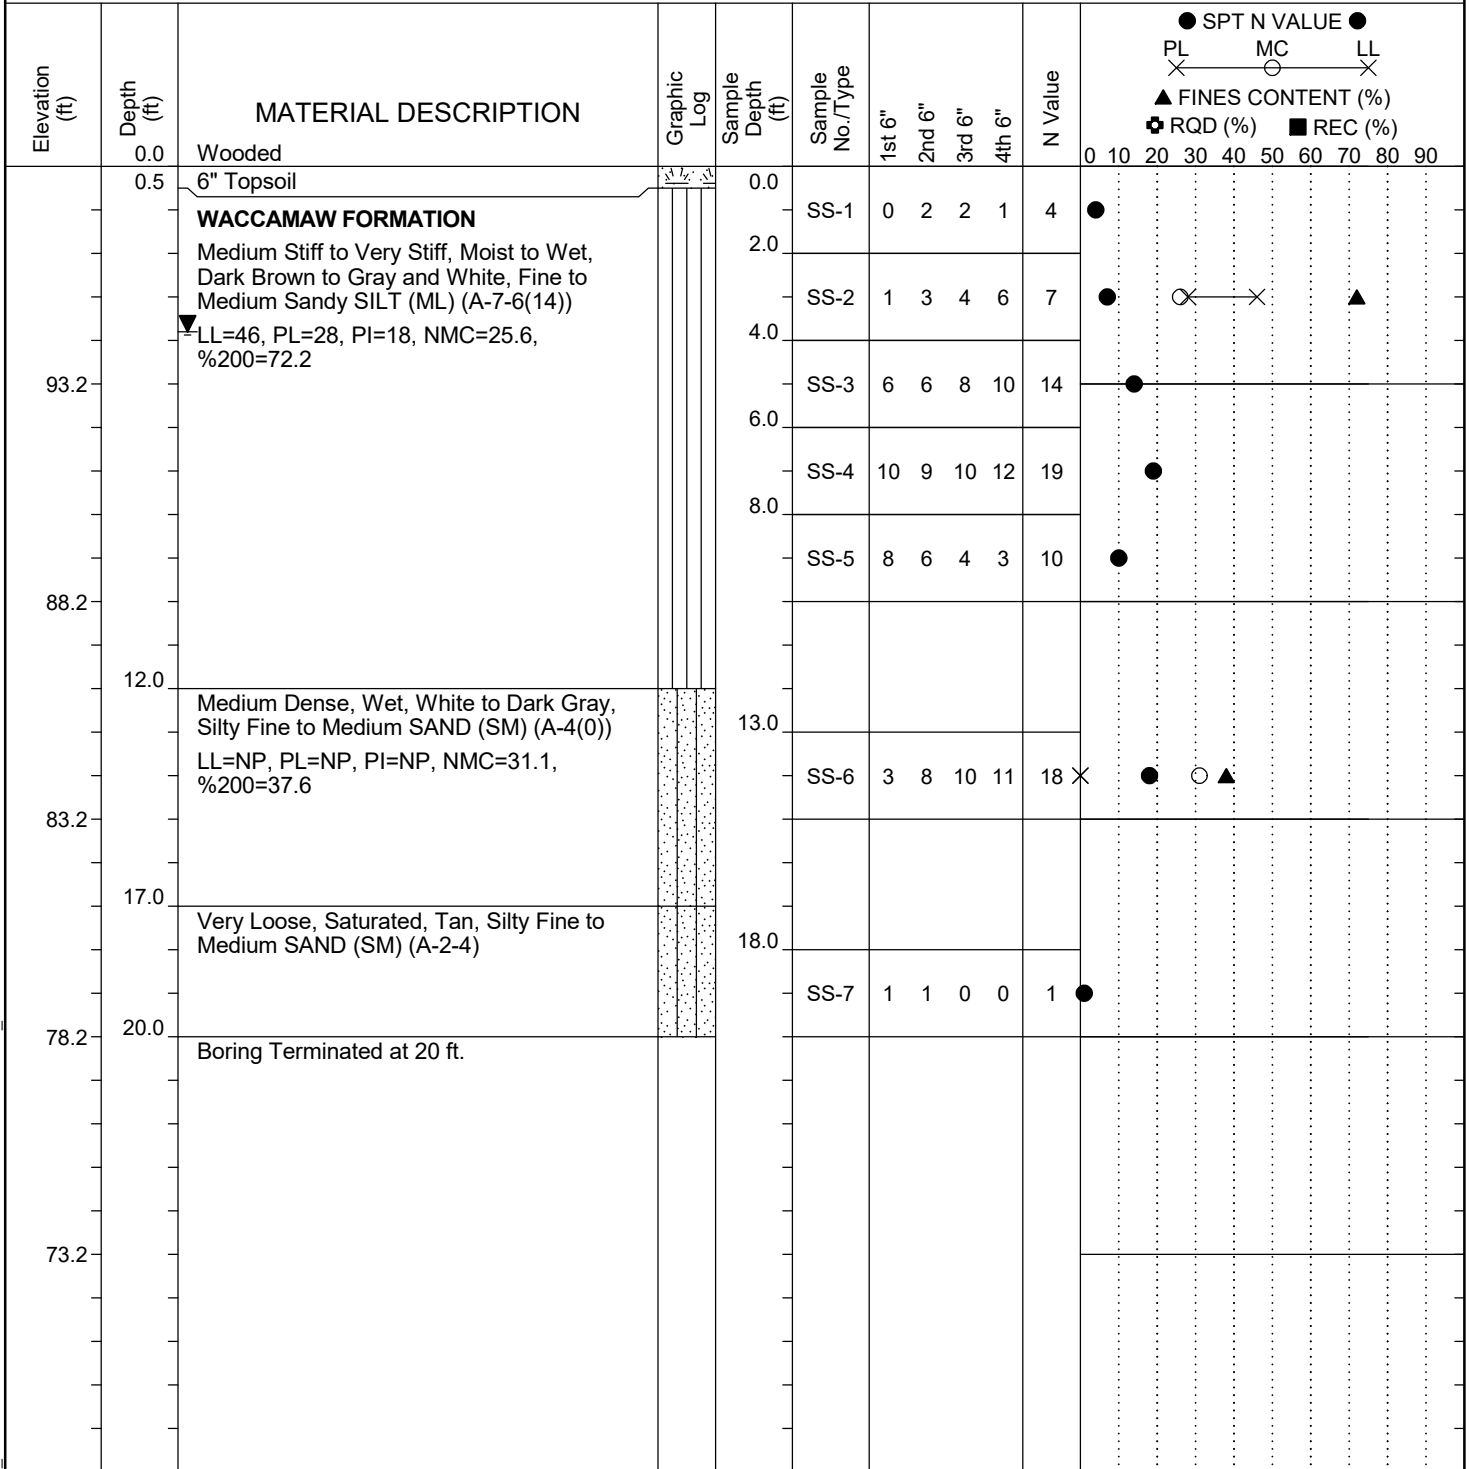 ● SPT N VALUE ●
PL MC LL
▲ FINES CONTENT (%)
RQD (%) ■ REC (%)
Elevation (ft)
Depth (ft)
MATERIAL DESCRIPTION
Graphic Log
Sample Depth (ft)
Sample No./Type
1st 6"
2nd 6"
3rd 6"
4th 6"
N Value
0 10 20 30 40 50 60 70 80 90
0.0 Wooded
0.5 6" Topsoil 0.0
WACCAMAW FORMATION
SS-1 0 2 2 1 4
2.0
Medium Stiff to Very Stiff, Moist to Wet,
Dark Brown to Gray and White, Fine to
Medium Sandy SILT (ML) (A-7-6(14))
SS-2 1 3 4 6 7
LL=46, PL=28, PI=18, NMC=25.6,
%200=72.2
4.0
93.2 SS-3 6 6 8 10 14
6.0
SS-4 10 9 10 12 19
8.0
SS-5 8 6 4 3 10
88.2
12.0
Medium Dense, Wet, White to Dark Gray,
Silty Fine to Medium SAND (SM) (A-4(0))
13.0
LL=NP, PL=NP, PI=NP, NMC=31.1,
%200=37.6
SS-6 3 8 10 11 18
83.2
17.0
Very Loose, Saturated, Tan, Silty Fine to
Medium SAND (SM) (A-2-4)
18.0
SS-7 1 1 0 0 1
78.2 20.0
Boring Terminated at 20 ft.
73.2